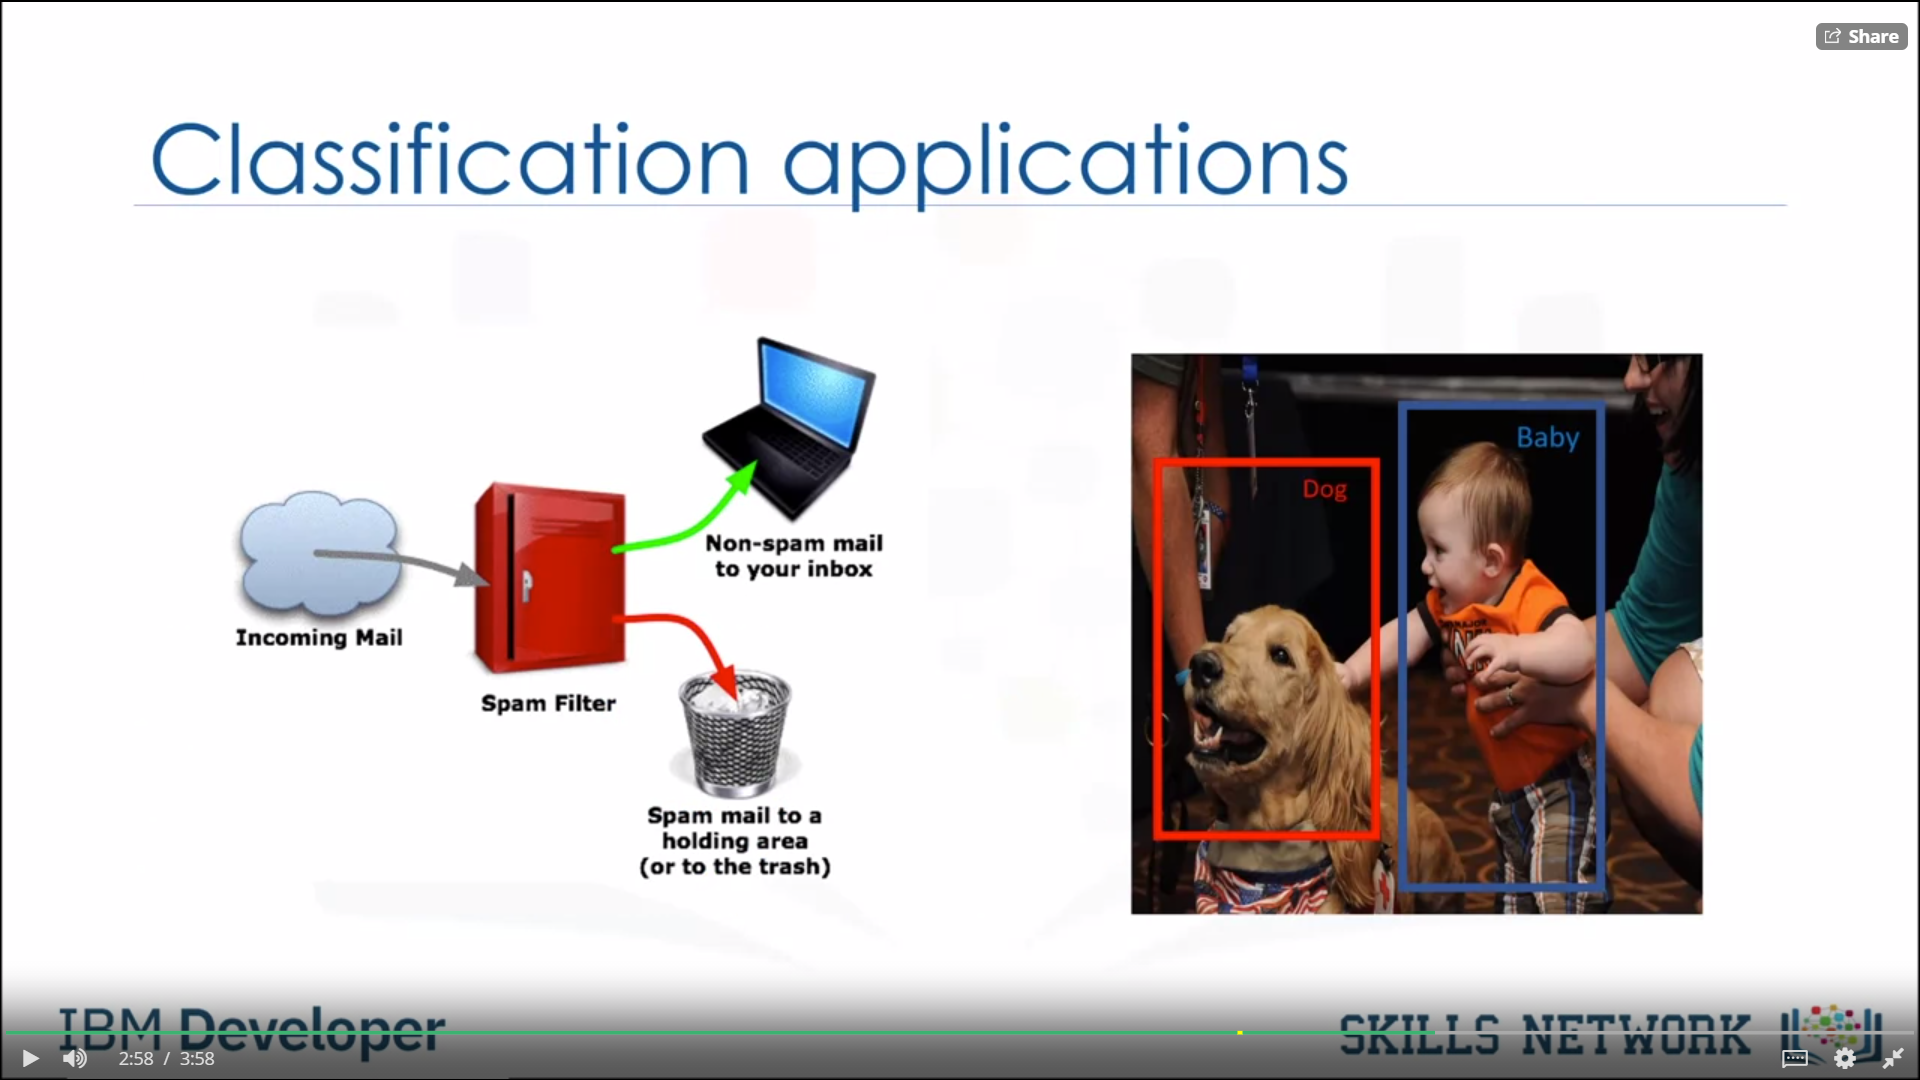 Share
Classification applications
Incoming Mail
Spam Filter
Non-spam mail
to your inbox
Spam mail to a
holding area
(or to the trash)
Dog
Baby
IBM Developer
SKILLS NETWORK
2:58 / 3:58